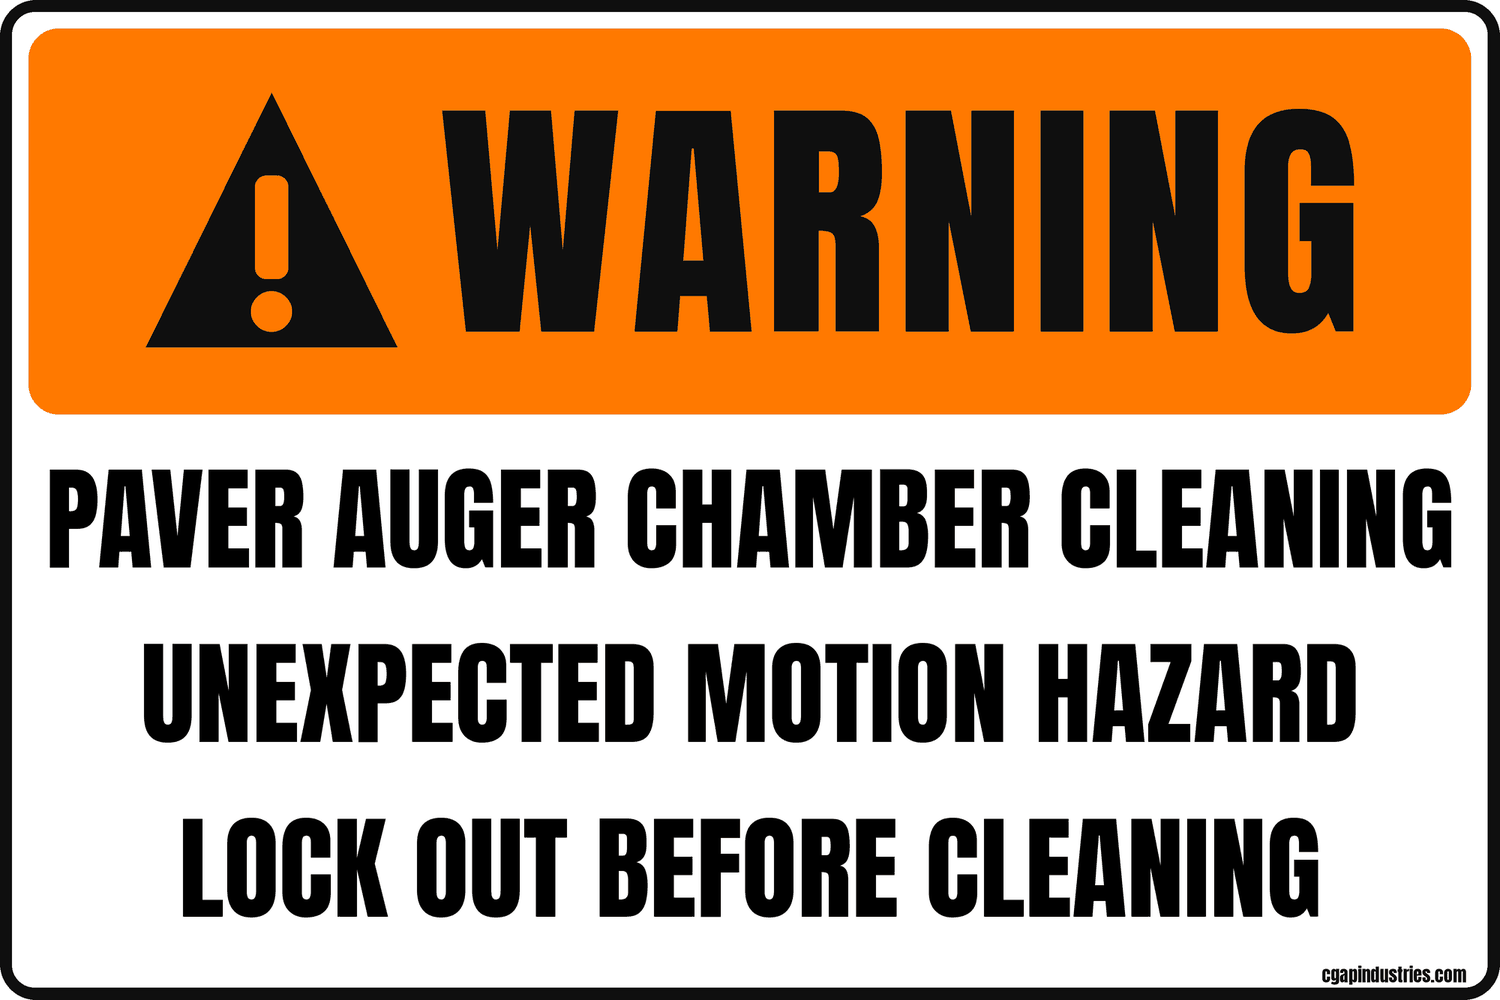 WARNING
PAVER AUGER CHAMBER CLEANING
UNEXPECTED MOTION HAZARD
LOCK OUT BEFORE CLEANING
cgapindustries.com